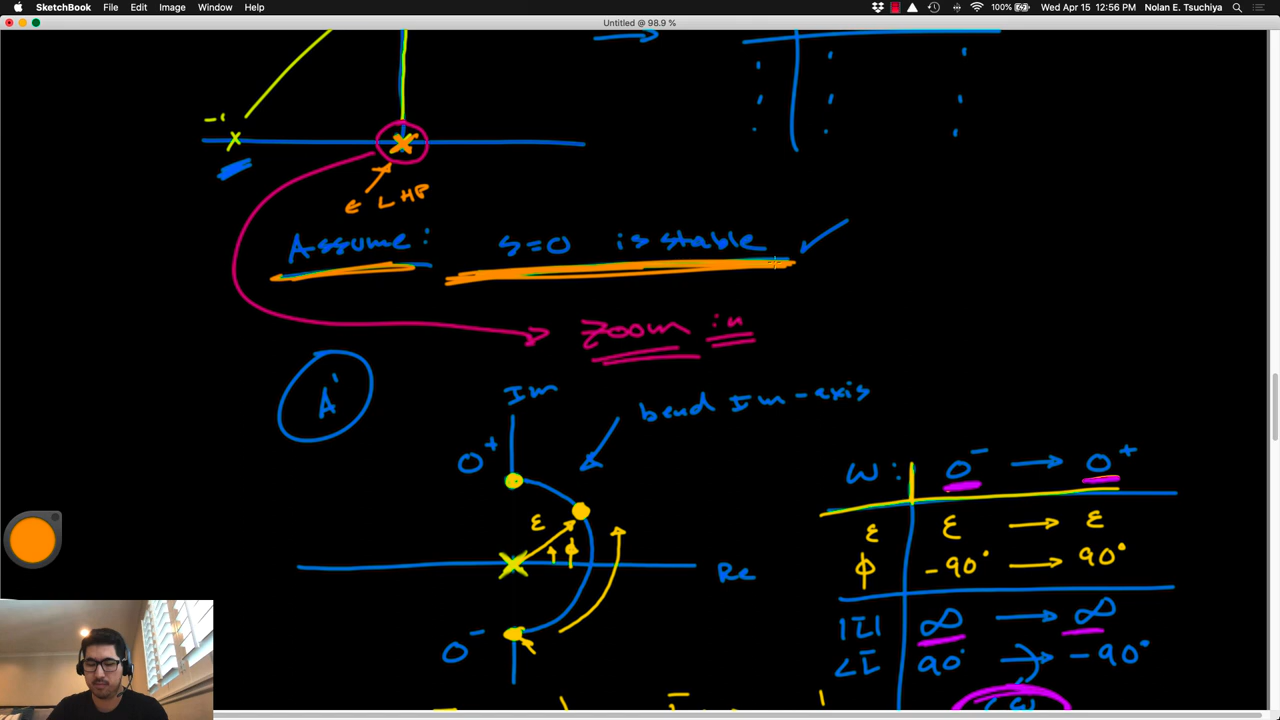 SketchBook File Edit Image Window Help 100% Wed Apr 15 12:56 PM Nolan E. Tsuchiya
Untitled @ 98.9 %
-1
∈ LHP
Assume: s=0 is stable
Zoom in
A'
Im
bend Im-axis
0+
ω: 0- → 0+
ε
ε ε → ε
ϕ
ϕ -90° → 90°
Re
∞ → ∞
0-
90° → -90°